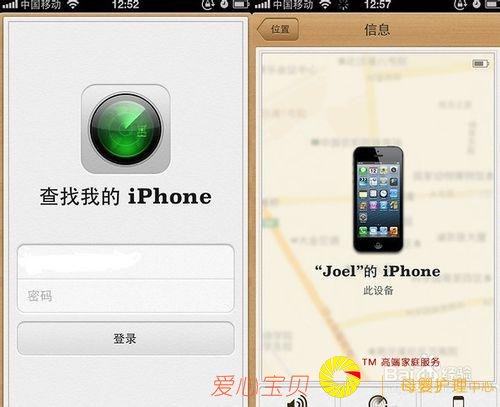 中国移动
12:52
查找我的 iPhone
密码
登录
中国移动
12:57
位置
信息
“Joel”的 iPhone
此设备
TM 高端家庭服务
爱心宝贝
母婴护理中心